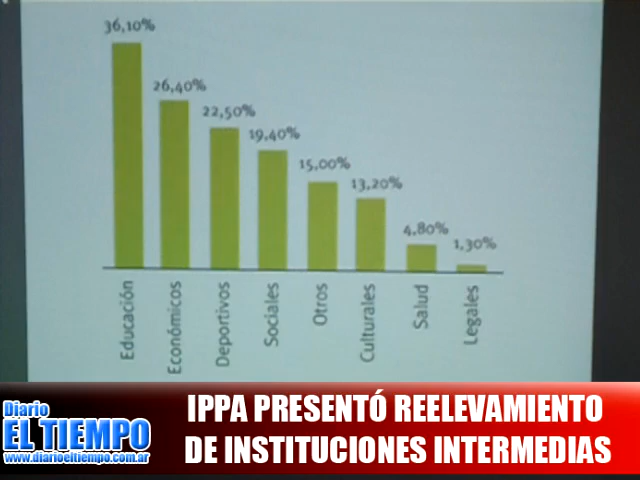 36,10%
26,40%
22,50%
19,40%
15,00%
13,20%
4,80%
1,30%
Educación
Económicos
Deportivos
Sociales
Otros
Culturales
Salud
Legales
Diario
EL TIEMPO
www.diarioeltiempo.com.ar
IPPA PRESENTÓ REELEVAMIENTO
DE INSTITUCIONES INTERMEDIAS